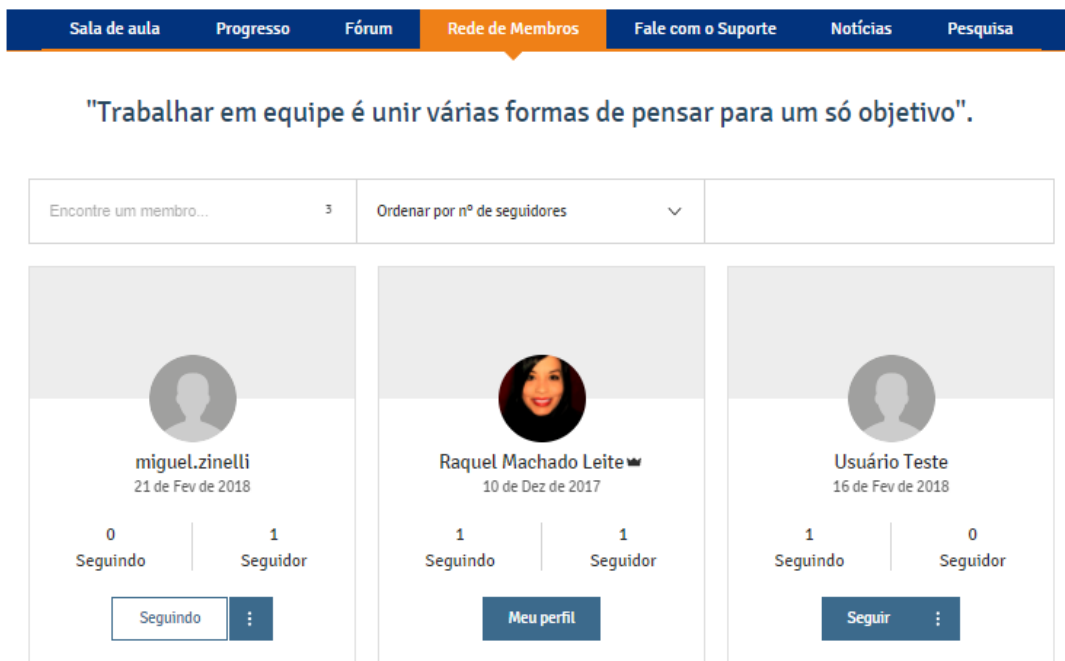 Sala de aula Progresso Fórum Rede de Membros Fale com o Suporte Notícias Pesquisa
"Trabalhar em equipe é unir várias formas de pensar para um só objetivo".
Encontre um membro... 3 Ordenar por nº de seguidores
miguel.zinelli Raquel Machado Leite Usuário Teste
21 de Fev de 2018 10 de Dez de 2017 16 de Fev de 2018
0 1 1 1 1 0
Seguindo Seguidor Seguindo Seguidor Seguindo Seguidor
Seguindo Meu perfil Seguir